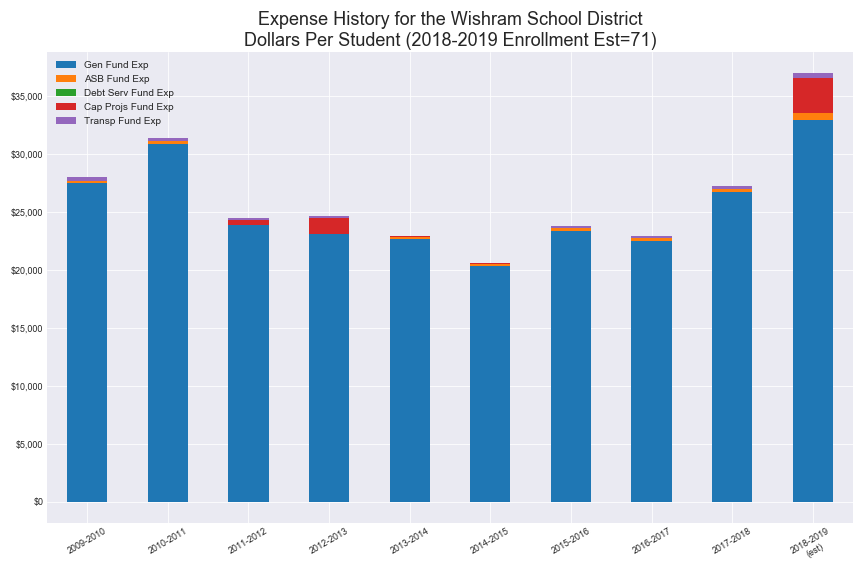 Expense History for the Wishram School District
Dollars Per Student (2018-2019 Enrollment Est=71)
Gen Fund Exp
ASB Fund Exp
Debt Serv Fund Exp
Cap Projs Fund Exp
Transp Fund Exp
$35,000
$30,000
$25,000
$20,000
$15,000
$10,000
$5,000
$0
2009-2010
2010-2011
2011-2012
2012-2013
2013-2014
2014-2015
2015-2016
2016-2017
2017-2018
2018-2019
(est)